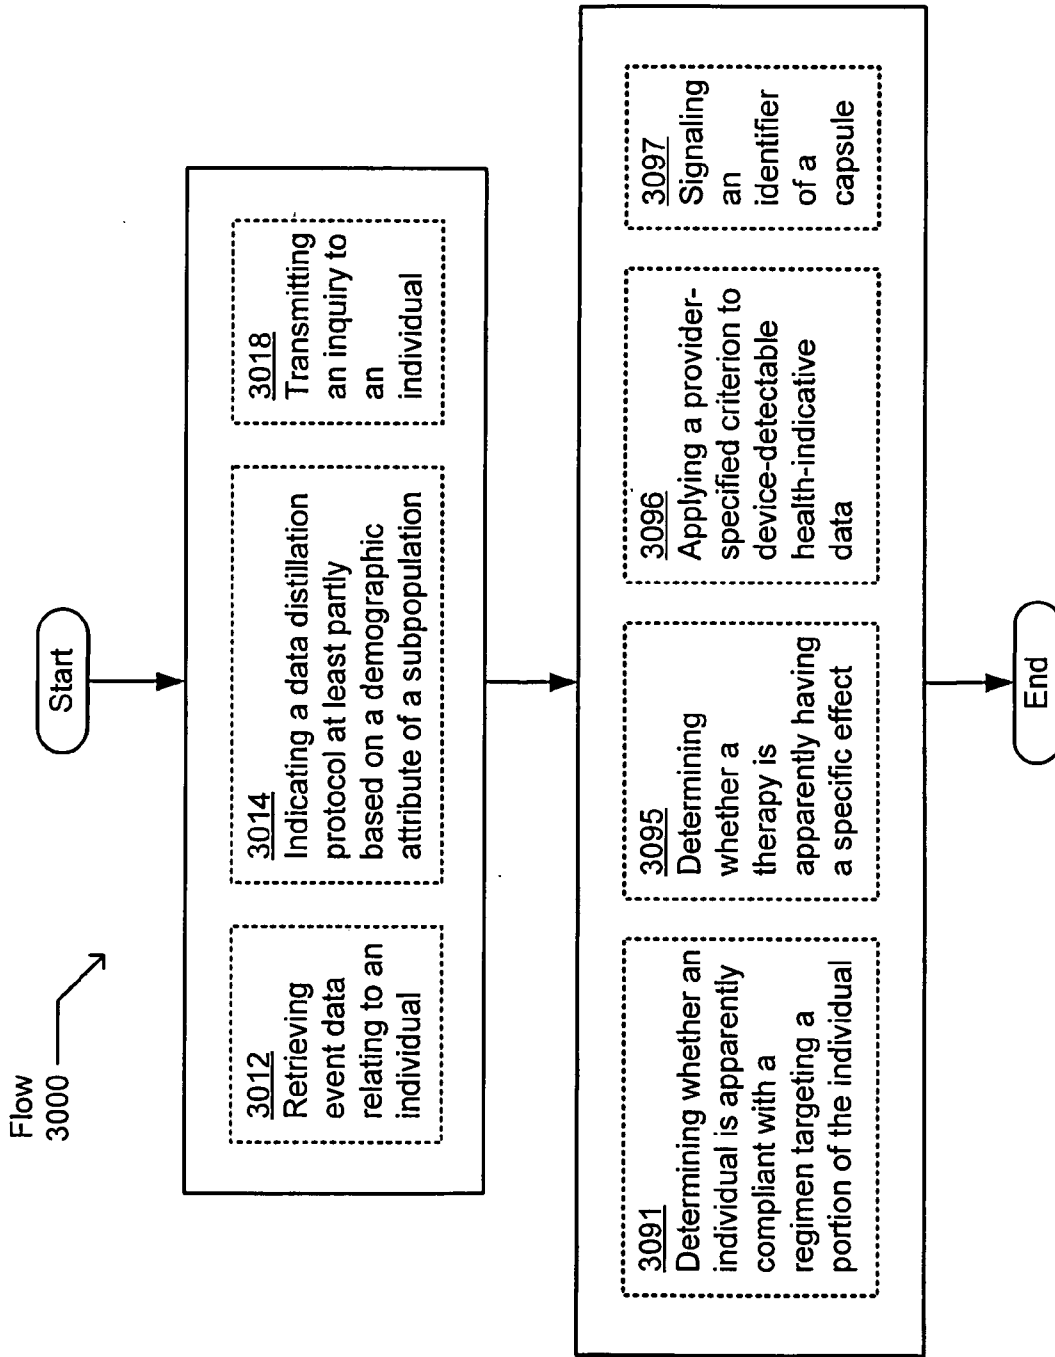 Flow
3000
Start
3012
Retrieving
event data
relating to an
individual
3014
Indicating a data distillation
protocol at least partly
based on a demographic
attribute of a subpopulation
3018
Transmitting
an inquiry to
an
individual
3091
Determining whether an
individual is apparently
compliant with a
regimen targeting a
portion of the individual
3095
Determining
whether a
therapy is
apparently having
a specific effect
3096
Applying a provider-
specified criterion to
device-detectable
health-indicative
data
3097
Signaling
an
identifier
of a
capsule
End